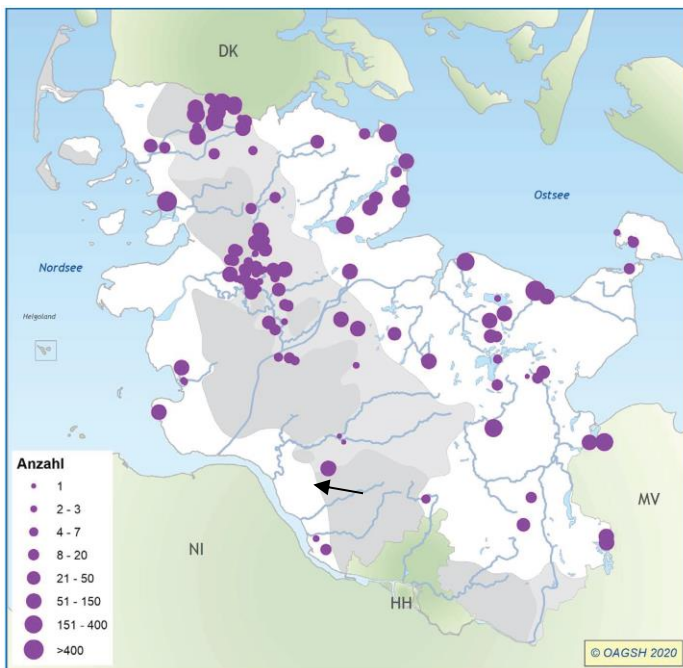 DK
Ostsee
Nordsee
Helgoland
Anzahl
1
2 - 3
4 - 7
8 - 20
21 - 50
51 - 150
151 - 400
>400
NI
MV
HH
© OAGSH 2020